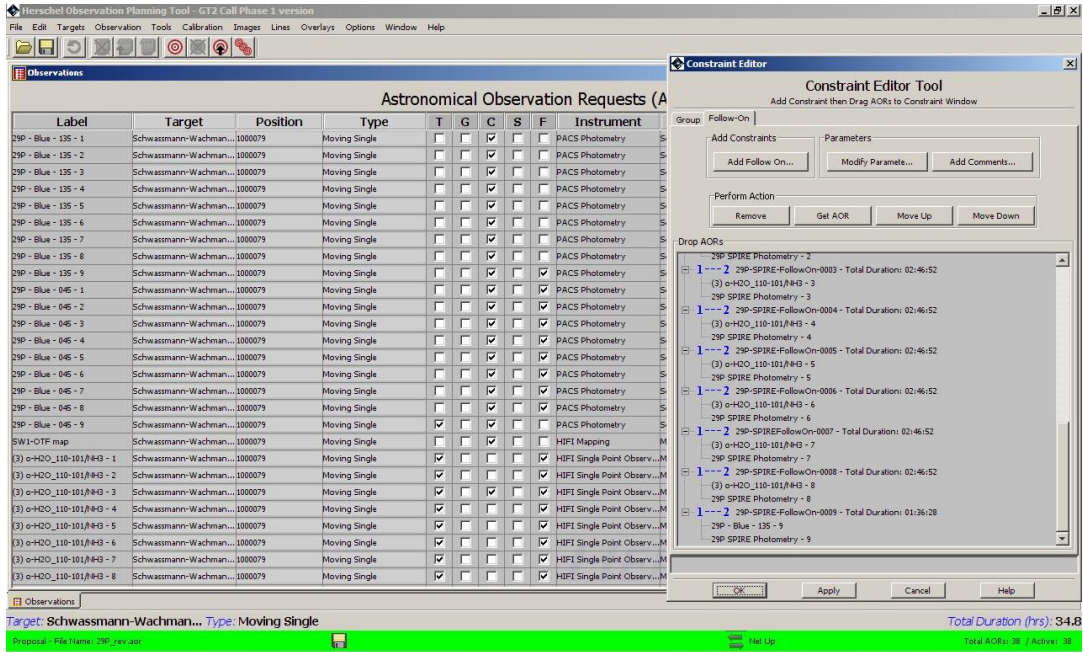 Herschel Observation Planning Tool - GT2 Call Phase 1 version
File Edit Targets Observation Tools Calibration Images Lines Overlays Options Window Help
Observations
Astronomical Observation Requests (A
Label Target Position Type T G C S F Instrument
29P - Blue - 135 - 1 Schwassmann-Wachman... 1000079 Moving Single PACS Photometry
29P - Blue - 135 - 2 Schwassmann-Wachman... 1000079 Moving Single PACS Photometry
29P - Blue - 135 - 3 Schwassmann-Wachman... 1000079 Moving Single PACS Photometry
29P - Blue - 135 - 4 Schwassmann-Wachman... 1000079 Moving Single PACS Photometry
29P - Blue - 135 - 5 Schwassmann-Wachman... 1000079 Moving Single PACS Photometry
29P - Blue - 135 - 6 Schwassmann-Wachman... 1000079 Moving Single PACS Photometry
29P - Blue - 135 - 7 Schwassmann-Wachman... 1000079 Moving Single PACS Photometry
29P - Blue - 135 - 8 Schwassmann-Wachman... 1000079 Moving Single PACS Photometry
29P - Blue - 135 - 9 Schwassmann-Wachman... 1000079 Moving Single PACS Photometry
29P - Blue - 045 - 1 Schwassmann-Wachman... 1000079 Moving Single PACS Photometry
29P - Blue - 045 - 2 Schwassmann-Wachman... 1000079 Moving Single PACS Photometry
29P - Blue - 045 - 3 Schwassmann-Wachman... 1000079 Moving Single PACS Photometry
29P - Blue - 045 - 4 Schwassmann-Wachman... 1000079 Moving Single PACS Photometry
29P - Blue - 045 - 5 Schwassmann-Wachman... 1000079 Moving Single PACS Photometry
29P - Blue - 045 - 6 Schwassmann-Wachman... 1000079 Moving Single PACS Photometry
29P - Blue - 045 - 7 Schwassmann-Wachman... 1000079 Moving Single PACS Photometry
29P - Blue - 045 - 8 Schwassmann-Wachman... 1000079 Moving Single PACS Photometry
29P - Blue - 045 - 9 Schwassmann-Wachman... 1000079 Moving Single PACS Photometry
SW1-OTF map Schwassmann-Wachman... 1000079 Moving Single HIFI Mapping M
(3) o-H2O_110-101/NH3 - 1 Schwassmann-Wachman... 1000079 Moving Single HIFI Single Point Observ... M
(3) o-H2O_110-101/NH3 - 2 Schwassmann-Wachman... 1000079 Moving Single HIFI Single Point Observ... M
(3) o-H2O_110-101/NH3 - 3 Schwassmann-Wachman... 1000079 Moving Single HIFI Single Point Observ... M
(3) o-H2O_110-101/NH3 - 4 Schwassmann-Wachman... 1000079 Moving Single HIFI Single Point Observ... M
(3) o-H2O_110-101/NH3 - 5 Schwassmann-Wachman... 1000079 Moving Single HIFI Single Point Observ... M
(3) o-H2O_110-101/NH3 - 6 Schwassmann-Wachman... 1000079 Moving Single HIFI Single Point Observ... M
(3) o-H2O_110-101/NH3 - 7 Schwassmann-Wachman... 1000079 Moving Single HIFI Single Point Observ... M
(3) o-H2O_110-101/NH3 - 8 Schwassmann-Wachman... 1000079 Moving Single HIFI Single Point Observ... M
Observations
Constraint Editor
Constraint Editor Tool
Add Constraint then Drag AORs to Constraint Window
Group Follow-On
Add Constraints Parameters
Add Follow On... Modify Paramete... Add Comments...
Perform Action
Remove Get AOR Move Up Move Down
Drop AORs
29P SPIRE Photometry - 2
1---2 29P-SPIRE-FollowOn-0003 - Total Duration: 02:46:52
(3) o-H2O_110-101/NH3 - 3
29P SPIRE Photometry - 3
1---2 29P-SPIRE-FollowOn-0004 - Total Duration: 02:46:52
(3) o-H2O_110-101/NH3 - 4
29P SPIRE Photometry - 4
1---2 29P-SPIRE-FollowOn-0005 - Total Duration: 02:46:52
(3) o-H2O_110-101/NH3 - 5
29P SPIRE Photometry - 5
1---2 29P-SPIRE-FollowOn-0006 - Total Duration: 02:46:52
(3) o-H2O_110-101/NH3 - 6
29P SPIRE Photometry - 6
1---2 29P-SPIREFollowOn-0007 - Total Duration: 02:46:52
(3) o-H2O_110-101/NH3 - 7
29P SPIRE Photometry - 7
1---2 29P-SPIRE-FollowOn-0008 - Total Duration: 02:46:52
(3) o-H2O_110-101/NH3 - 8
29P SPIRE Photometry - 8
1---2 29P-SPIRE-FollowOn-0009 - Total Duration: 01:36:28
29P - Blue - 135 - 9
29P SPIRE Photometry - 9
OK Apply Cancel Help
Target: Schwassmann-Wachman... Type: Moving Single Total Duration (hrs): 34.8
Proposal - File Name: 29P_rev.aor Net Up Total AORs: 38 / Active: 38